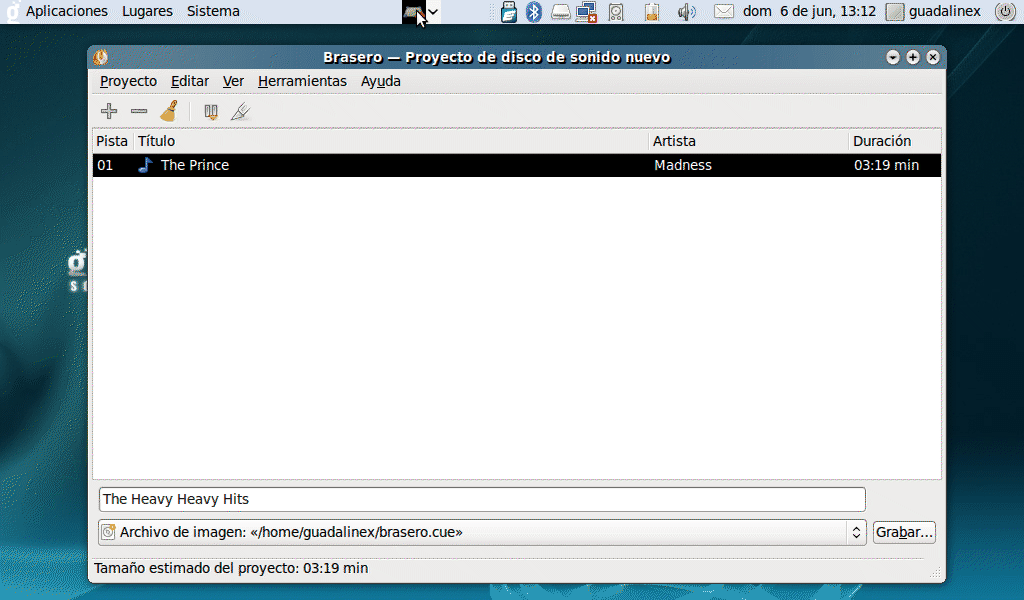 Aplicaciones Lugares Sistema dom 6 de jun, 13:12 guadalinex
Brasero — Proyecto de disco de sonido nuevo
Proyecto Editar Ver Herramientas Ayuda
Pista Título Artista Duración
01 The Prince Madness 03:19 min
The Heavy Heavy Hits
Archivo de imagen: «/home/guadalinex/brasero.cue» Grabar...
Tamaño estimado del proyecto: 03:19 min